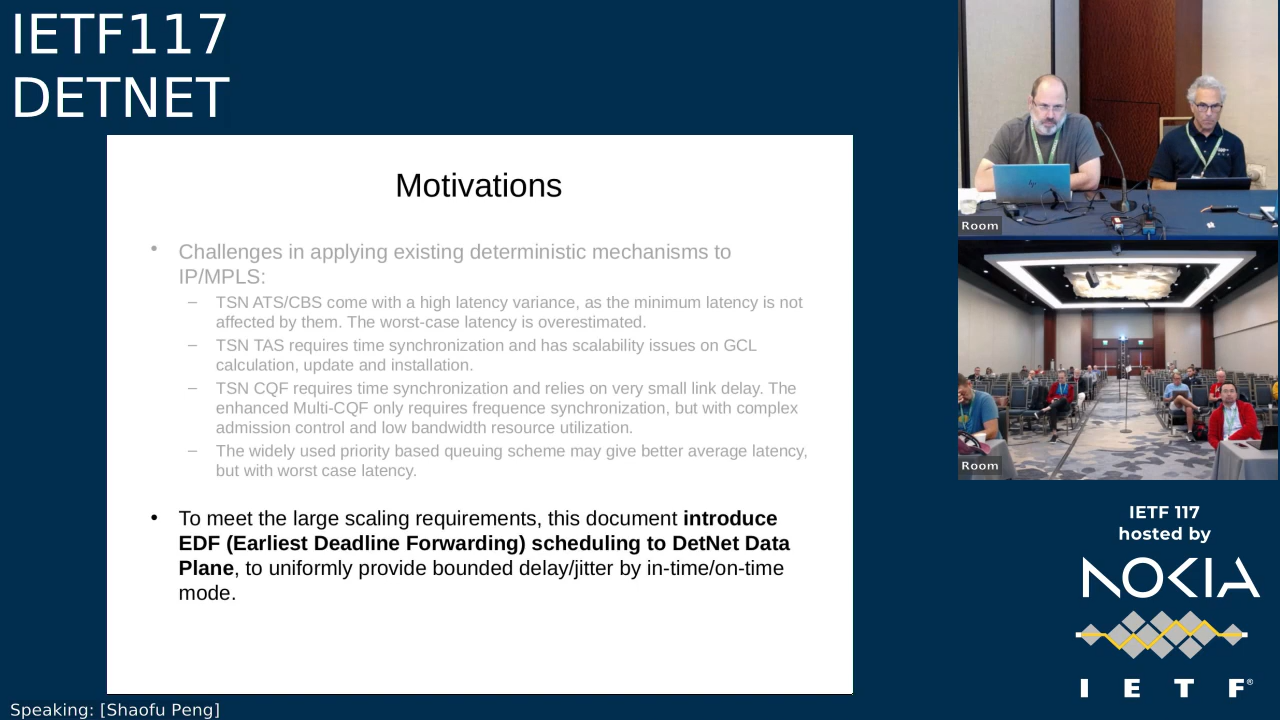 IETF117
DETNET
Motivations
• Challenges in applying existing deterministic mechanisms to
IP/MPLS:
– TSN ATS/CBS come with a high latency variance, as the minimum latency is not
affected by them. The worst-case latency is overestimated.
– TSN TAS requires time synchronization and has scalability issues on GCL
calculation, update and installation.
– TSN CQF requires time synchronization and relies on very small link delay. The
enhanced Multi-CQF only requires frequence synchronization, but with complex
admission control and low bandwidth resource utilization.
– The widely used priority based queuing scheme may give better average latency,
but with worst case latency.
• To meet the large scaling requirements, this document introduce
EDF (Earliest Deadline Forwarding) scheduling to DetNet Data
Plane, to uniformly provide bounded delay/jitter by in-time/on-time
mode.
Room
Room
IETF 117
hosted by
NOKIA
I E T F®
Speaking: [Shaofu Peng]